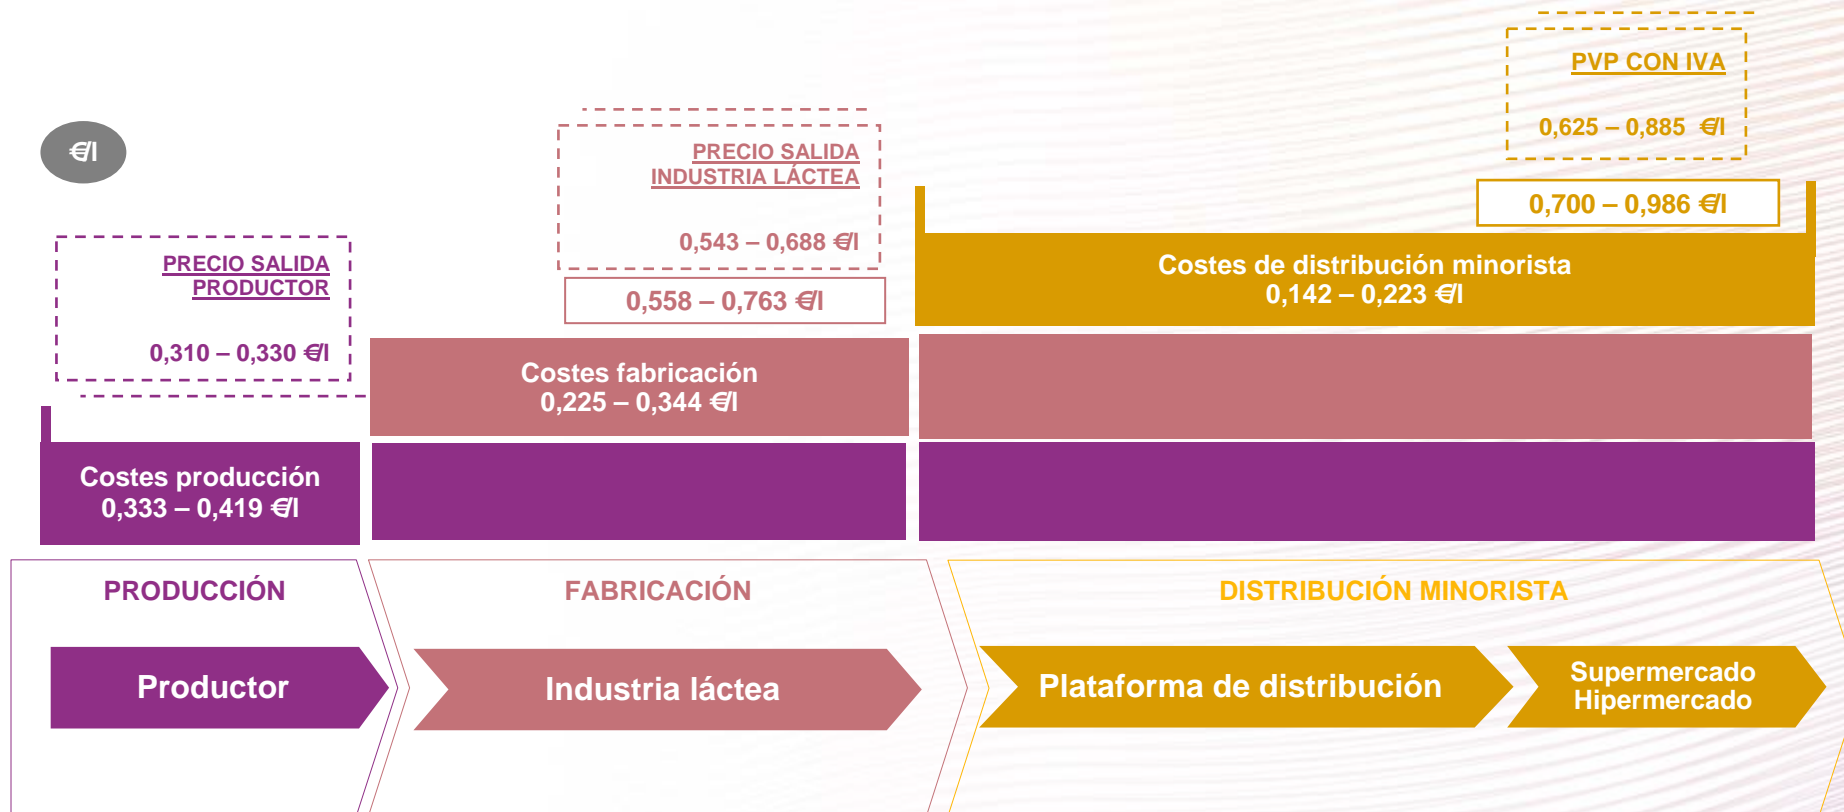 €/l
PRECIO SALIDA
PRODUCTOR
0,310 – 0,330 €/l
Costes producción
0,333 – 0,419 €/l
PRECIO SALIDA
INDUSTRIA LÁCTEA
0,543 – 0,688 €/l
0,558 – 0,763 €/l
Costes fabricación
0,225 – 0,344 €/l
PVP CON IVA
0,625 – 0,885 €/l
0,700 – 0,986 €/l
Costes de distribución minorista
0,142 – 0,223 €/l
PRODUCCIÓN
FABRICACIÓN
DISTRIBUCIÓN MINORISTA
Productor
Industria láctea
Plataforma de distribución
Supermercado
Hipermercado